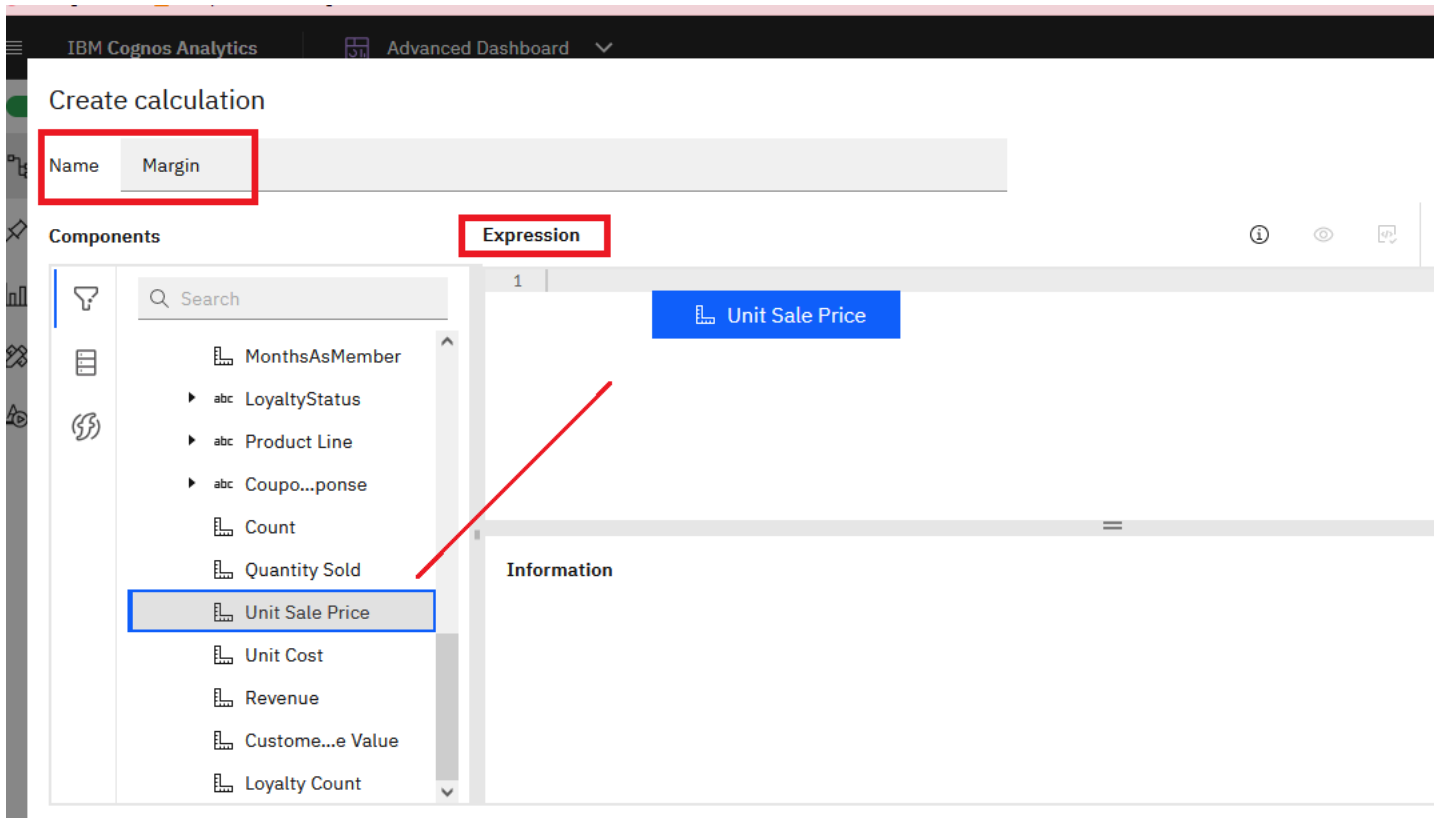 IBM Cognos Analytics
Advanced Dashboard
Create calculation
Name Margin
Components
Expression
Search
1
Unit Sale Price
MonthsAsMember
abc LoyaltyStatus
abc Product Line
abc Coupo...ponse
Count
Quantity Sold
Unit Sale Price
Unit Cost
Revenue
Custome...e Value
Loyalty Count
Information